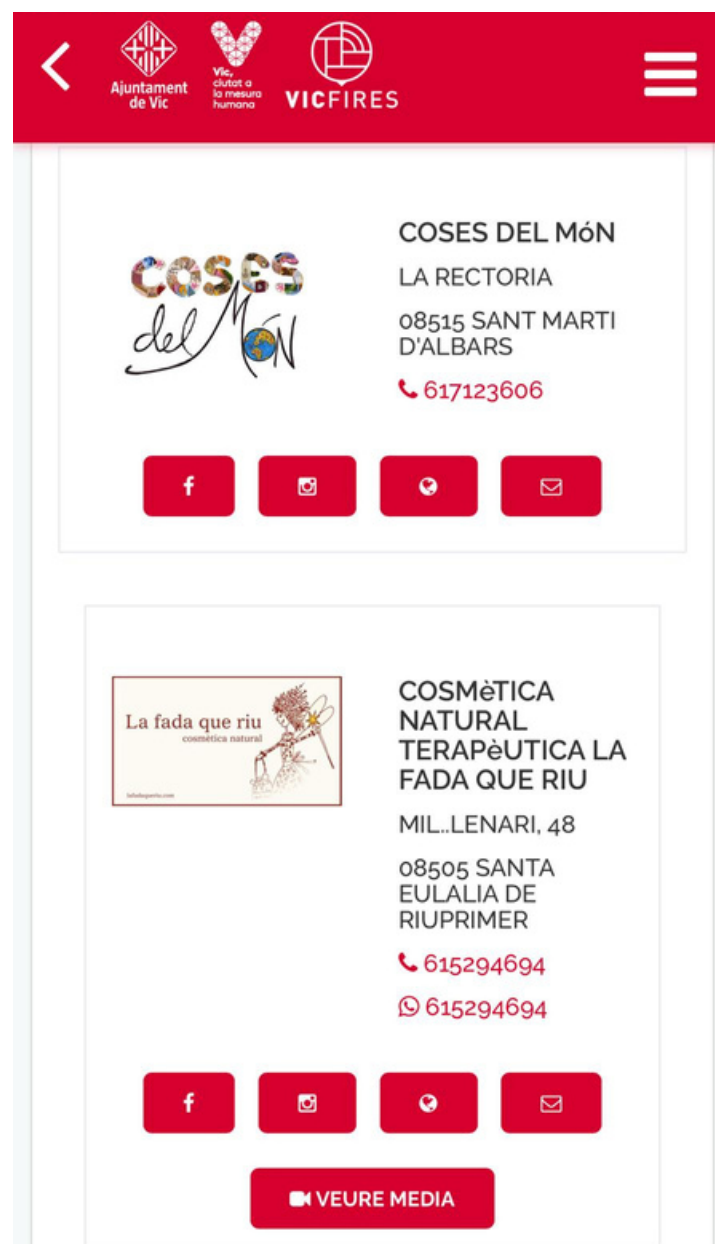 Ajuntament
de Vic
Vic,
ciutat a
la mesura
humana
VICFIRES
COSES
del Món
COSES DEL MóN
LA RECTORIA
08515 SANT MARTI
D'ALBARS
617123606
La fada que riu
cosmètica natural
lafadaqueriu.com
COSMèTICA
NATURAL
TERAPèUTICA LA
FADA QUE RIU
MIL..LENARI, 48
08505 SANTA
EULALIA DE
RIUPRIMER
615294694
615294694
VEURE MEDIA